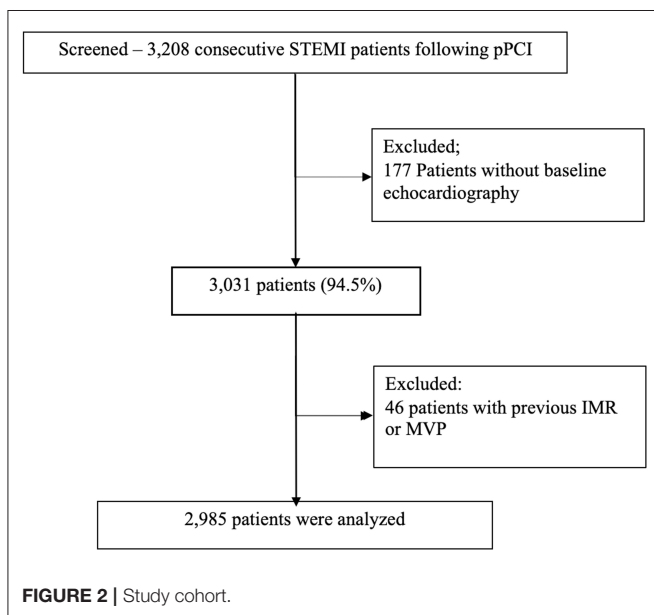 Screened – 3,208 consecutive STEMI patients following pPCI
Excluded;
177 Patients without baseline
echocardiography
3,031 patients (94.5%)
Excluded:
46 patients with previous IMR
or MVP
2,985 patients were analyzed
FIGURE 2 | Study cohort.